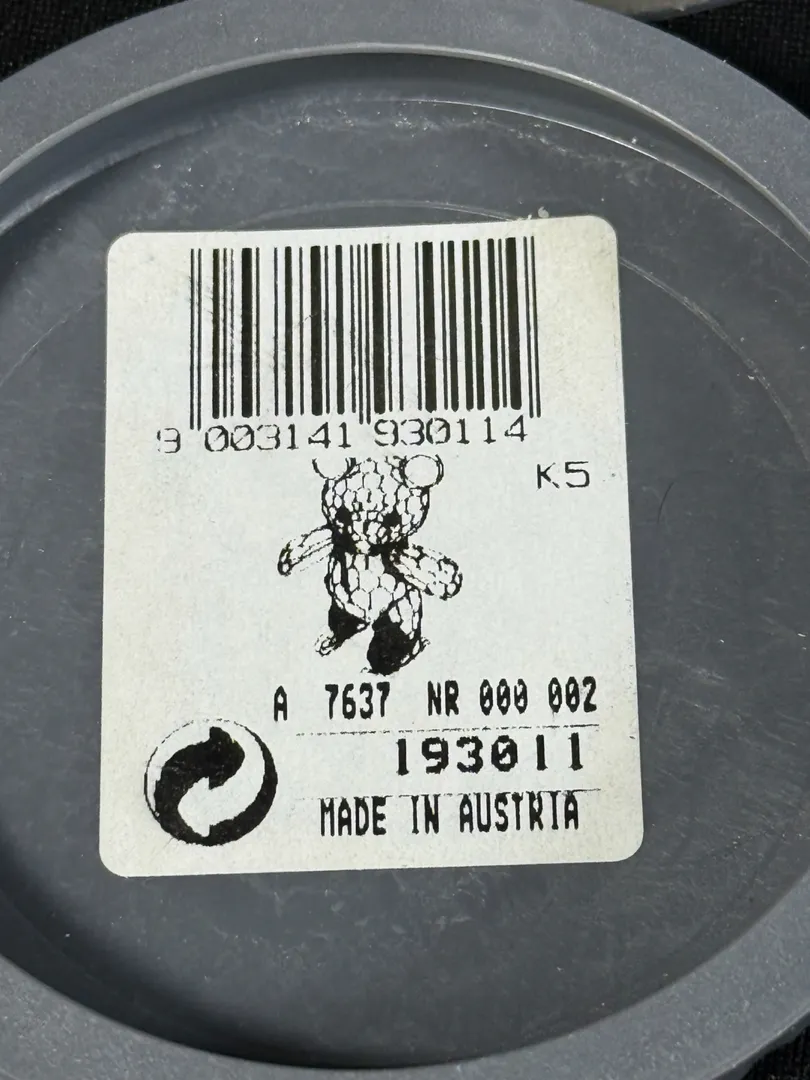 9 003141 930114
K5
A 7637 NR 000 002
193011
MADE IN AUSTRIA